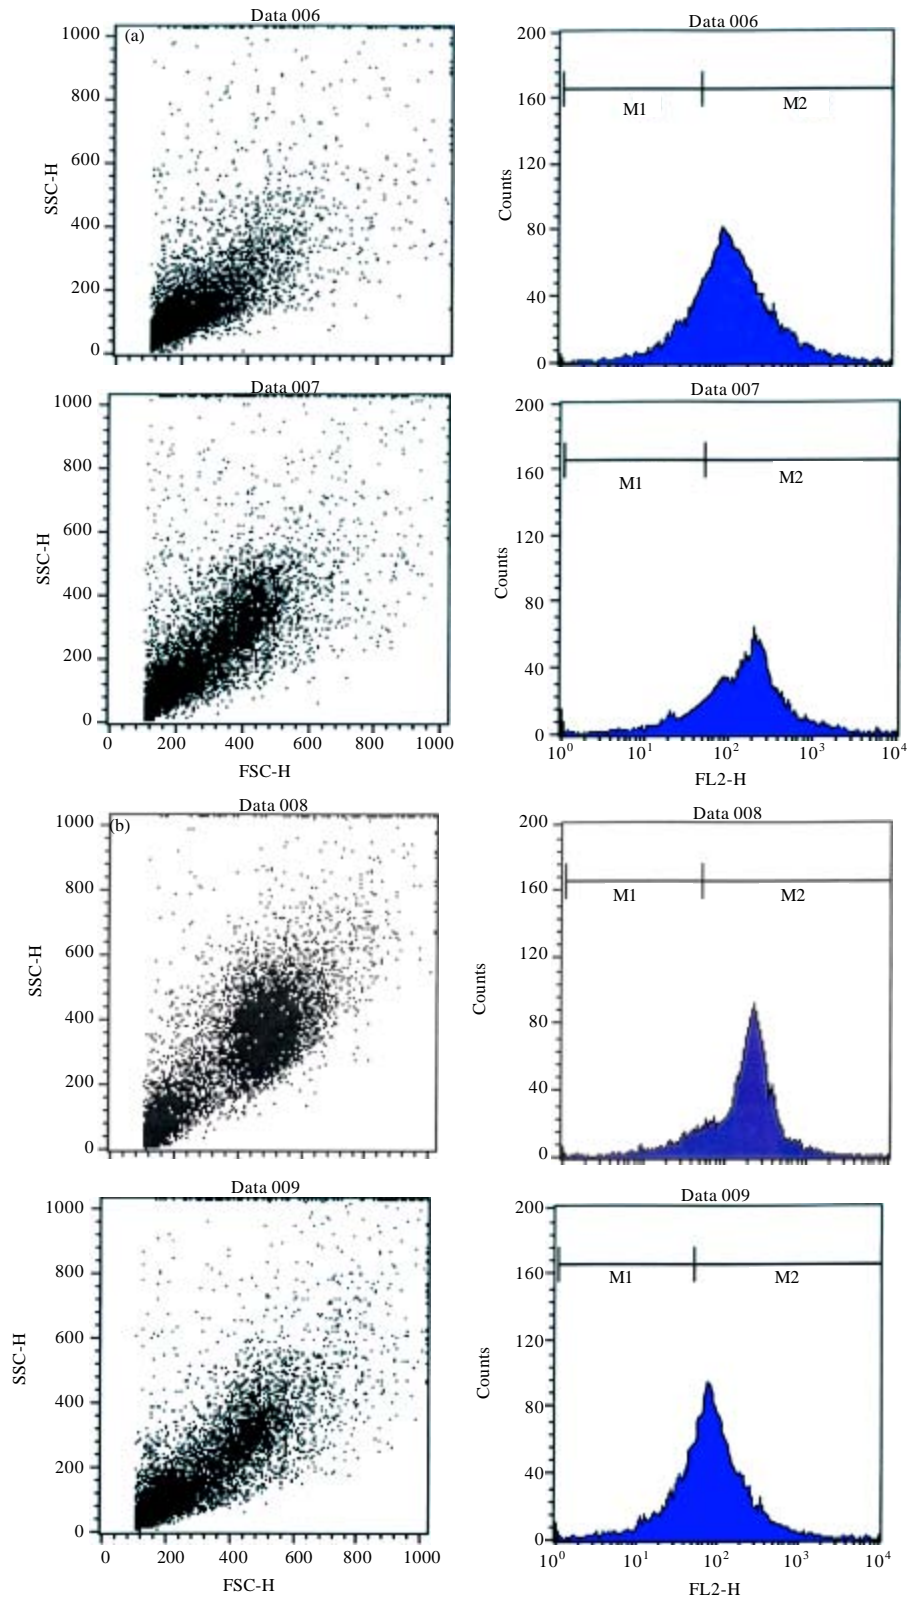 Data 006
(a)
1000
800
600
400
200
0
SSC-H
Data 006
200
160
120
80
40
0
Counts
M1
M2
Data 007
1000
800
600
400
200
0
SSC-H
0 200 400 600 800 1000
FSC-H
Data 007
200
160
120
80
40
0
Counts
M1
M2
10⁰ 10¹ 10² 10³ 10⁴
FL2-H
Data 008
(b)
1000
800
600
400
200
0
SSC-H
Data 008
200
160
120
80
40
0
Counts
M1
M2
Data 009
1000
800
600
400
200
0
SSC-H
0 200 400 600 800 1000
FSC-H
Data 009
200
160
120
80
40
0
Counts
M1
M2
10⁰ 10¹ 10² 10³ 10⁴
FL2-H